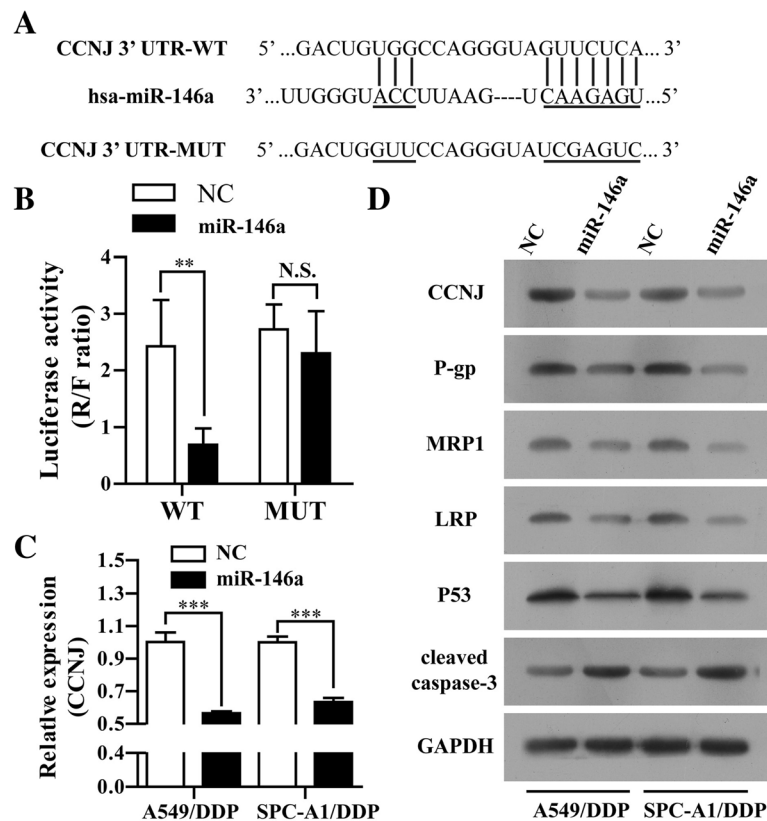 A
CCNJ 3’ UTR-WT 5’ ...GACUGUGGCCAGGGUAGUUCUCA... 3’
hsa-miR-146a 3’...UUGGGUACCUUAAG----UCAAGAGU...5’
CCNJ 3’ UTR-MUT 5’ ...GACUGGUUCCAGGGUAUCGAGUC... 3’
B
NC
miR-146a
Luciferase activity
(R/F ratio)
4
3
2
1
0
**
N.S.
WT MUT
C
NC
miR-146a
Relative expression
(CCNJ)
1.5
1.3
1.1
0.9
0.7
0.5
0.4
0.0
***
***
A549/DDP SPC-A1/DDP
D
NC miR-146a NC miR-146a
CCNJ
P-gp
MRP1
LRP
P53
cleaved
caspase-3
GAPDH
A549/DDP SPC-A1/DDP